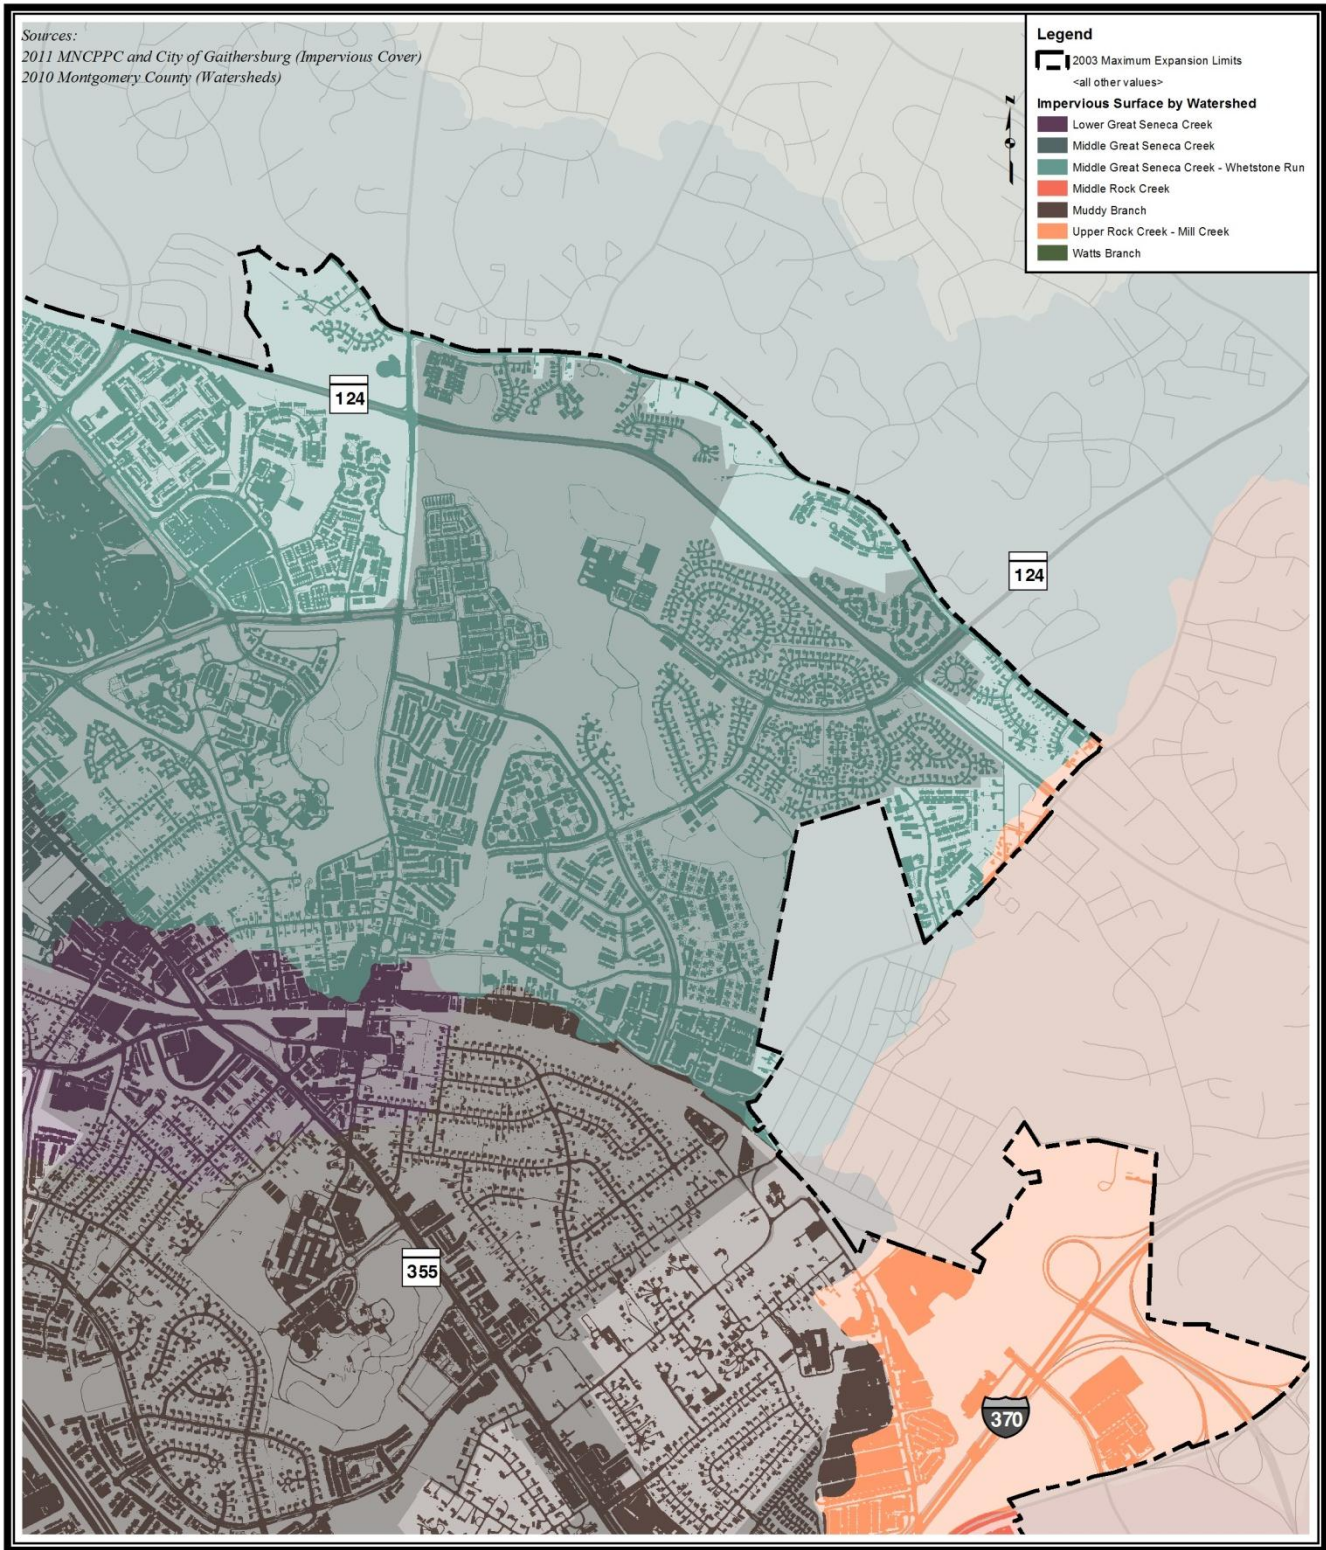 Sources:
2011 MNCPPC and City of Gaithersburg (Impervious Cover)
2010 Montgomery County (Watersheds)
Legend
2003 Maximum Expansion Limits
<all other values>
Impervious Surface by Watershed
Lower Great Seneca Creek
Middle Great Seneca Creek
Middle Great Seneca Creek - Whetstone Run
Middle Rock Creek
Muddy Branch
Upper Rock Creek - Mill Creek
Watts Branch
N
124
124
355
370